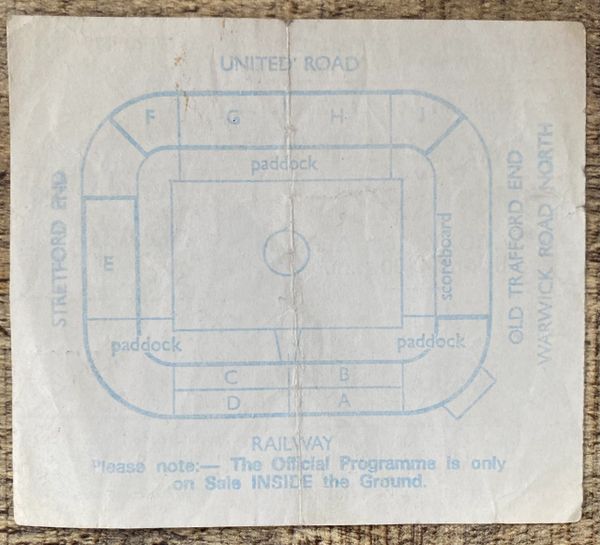 UNITED ROAD
F G H J
paddock
STRETFORD END
E
scoreboard
OLD TRAFFORD END
WARWICK ROAD NORTH
paddock paddock
C B
D A
RAILWAY
Please note:— The Official Programme is only
on Sale INSIDE the Ground.